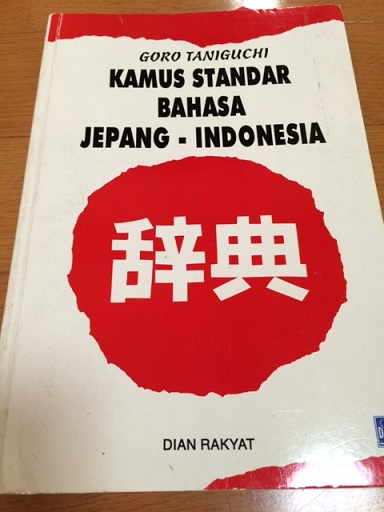 GORO TANIGUCHI
KAMUS STANDAR
BAHASA
JEPANG - INDONESIA
辞典
DIAN RAKYAT